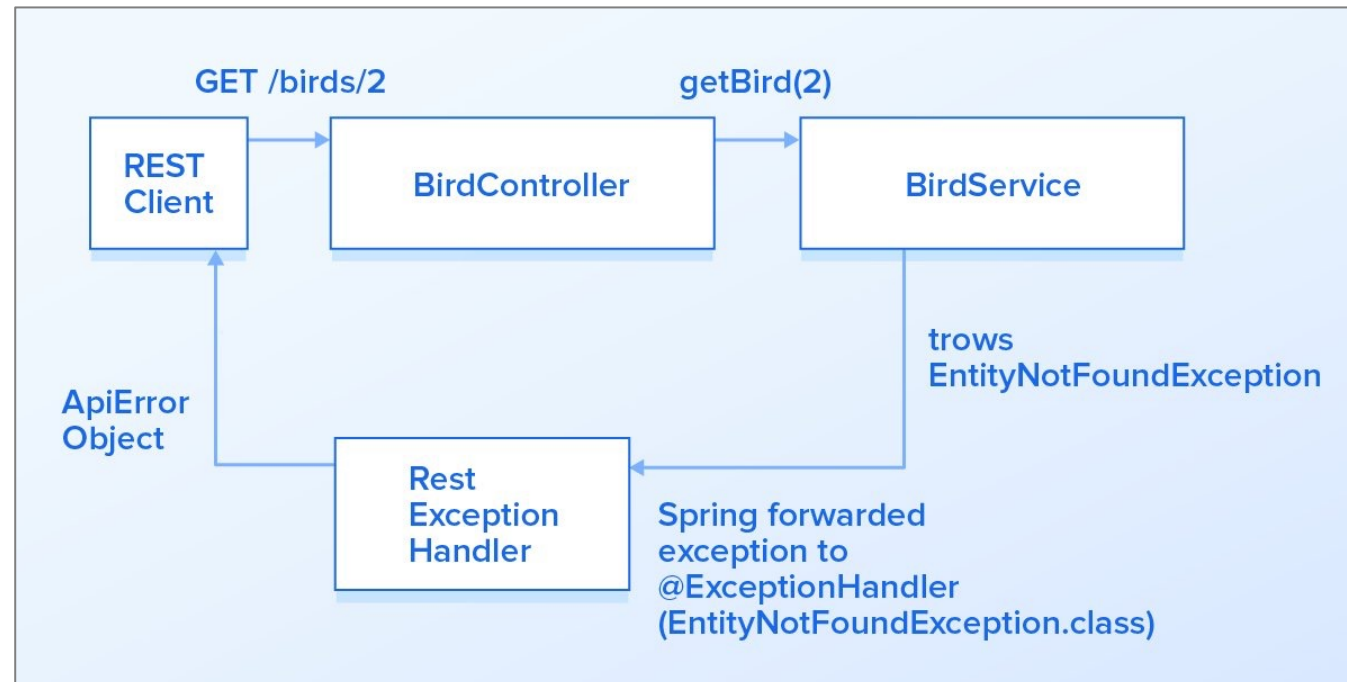 GET /birds/2
getBird(2)
REST
Client
BirdController
BirdService
trows
EntityNotFoundException
ApiError
Object
Rest
Exception
Handler
Spring forwarded
exception to
@ExceptionHandler
(EntityNotFoundException.class)